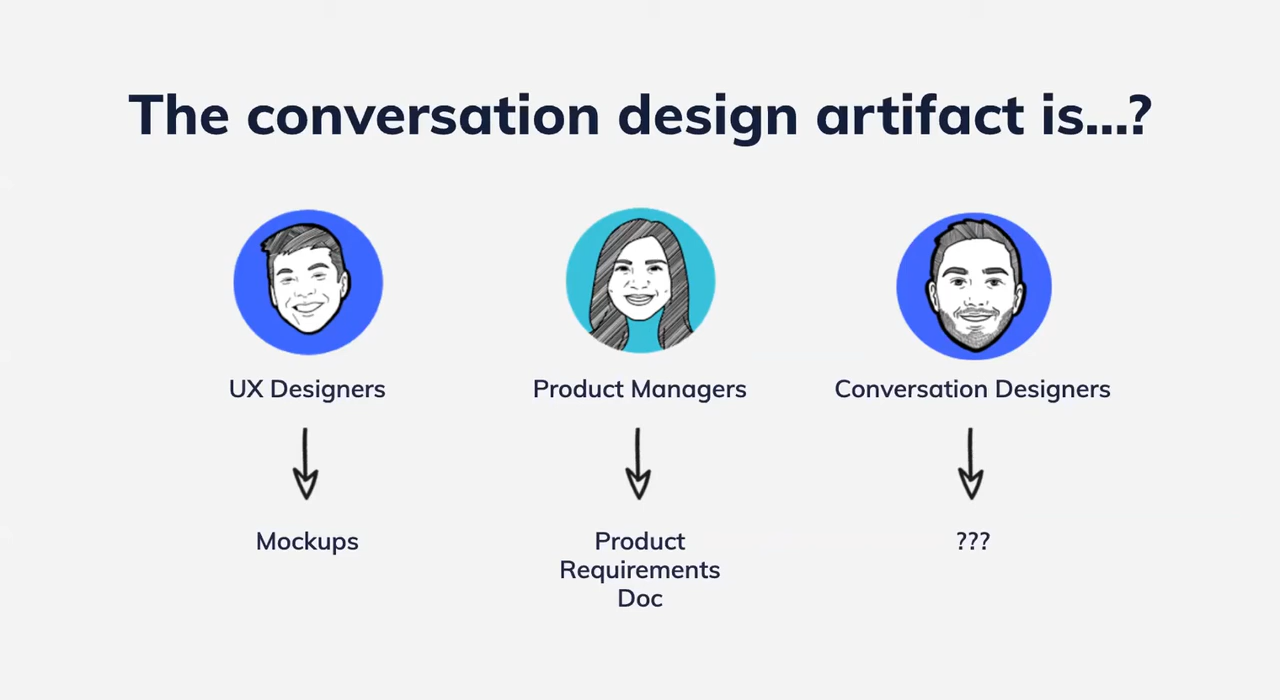 The conversation design artifact is...?
UX Designers
Product Managers
Conversation Designers
Mockups
Product
Requirements
Doc
???